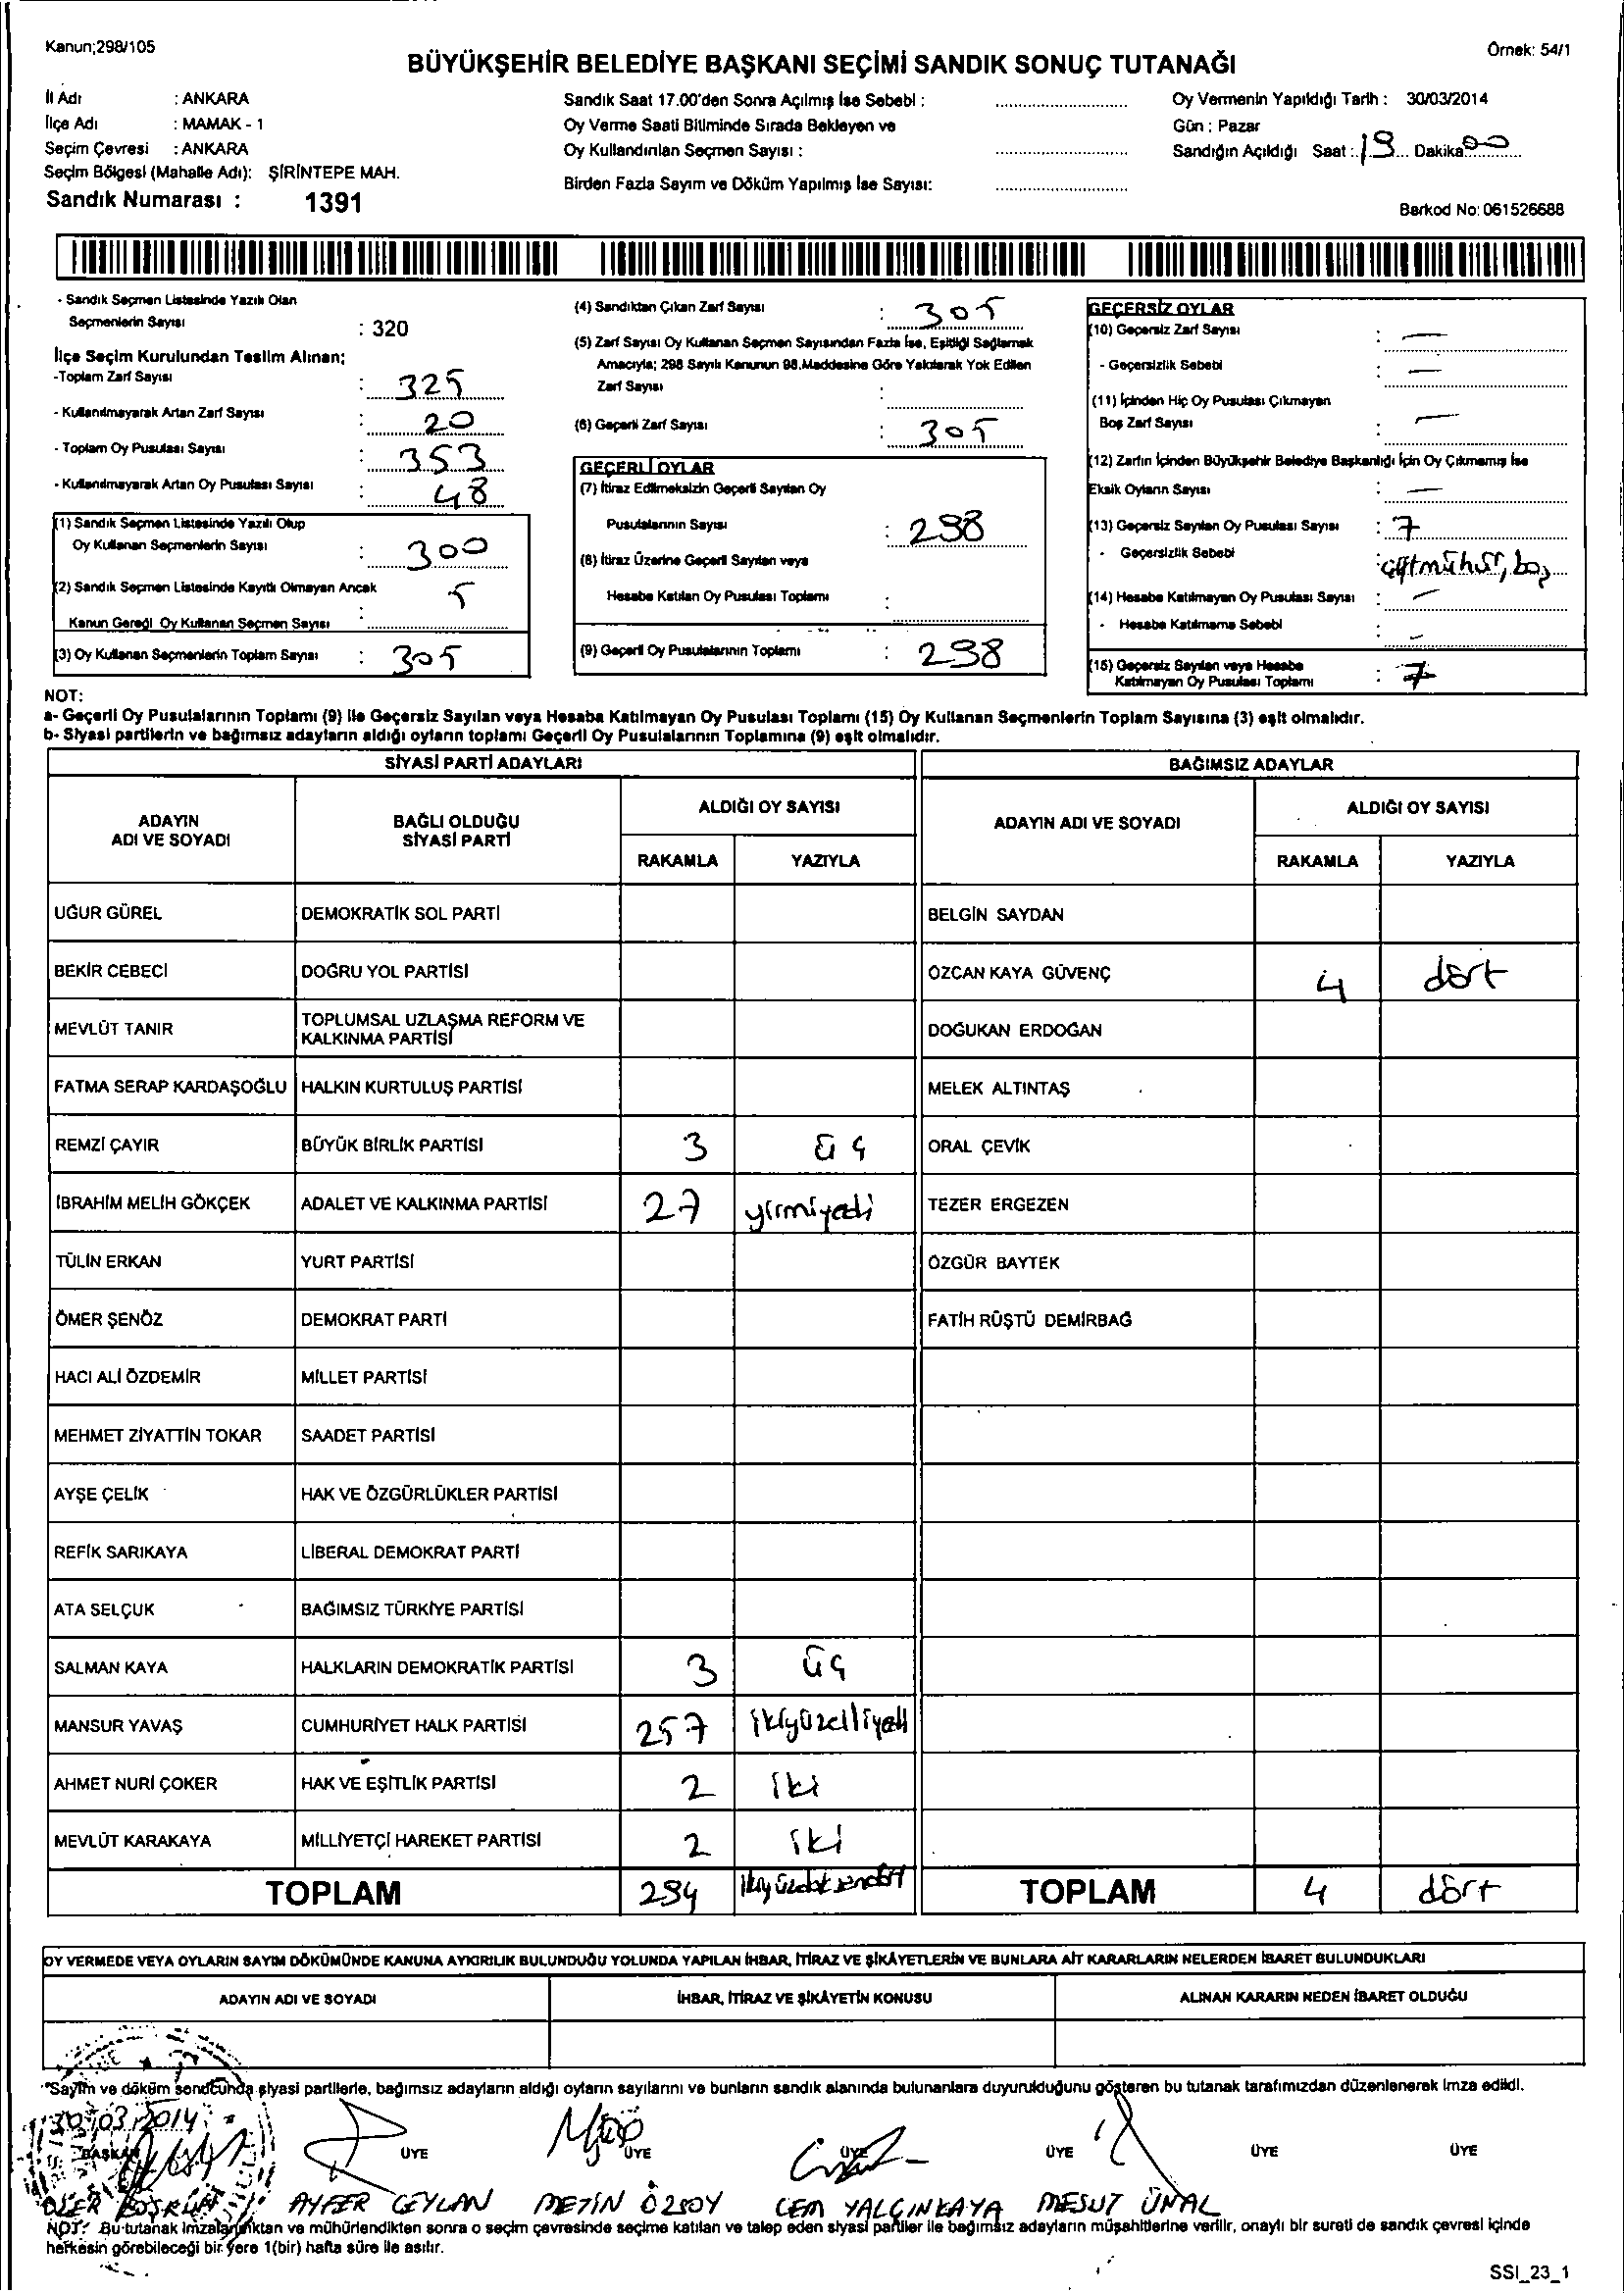 Kanun;298/105
Örnek: 54/1
BÜYÜKŞEHİR BELEDİYE BAŞKANI SEÇİMİ SANDIK SONUÇ TUTANAĞI
İl Adı : ANKARA
İlçe Adı : MAMAK - 1
Seçim Çevresi : ANKARA
Seçim Bölgesi (Mahalle Adı): ŞİRİNTEPE MAH.
Sandık Numarası : 1391
Sandık Saat 17.00'den Sonra Açılmış İse Sebebi :
Oy Verme Saati Bitiminde Sırada Bekleyen ve
Oy Kullandırılan Seçmen Sayısı :
Birden Fazla Sayım ve Döküm Yapılmış İse Sayısı:
Oy Vermenin Yapıldığı Tarih : 30/03/2014
Gün : Pazar
Sandığın Açıldığı Saat : 19 Dakika 00
Barkod No: 061526688
- Sandık Seçmen Listesinde Yazılı Olan
Seçmenlerin Sayısı : 320
İlçe Seçim Kurulundan Teslim Alınan;
-Toplam Zarf Sayısı : 325
- Kullanılmayarak Artan Zarf Sayısı : 20
- Toplam Oy Pusulası Sayısı : 353
- Kullanılmayarak Artan Oy Pusulası Sayısı : 48
(1) Sandık Seçmen Listesinde Yazılı Olup
Oy Kullanan Seçmenlerin Sayısı : 300
(2) Sandık Seçmen Listesinde Kayıtlı Olmayan Ancak
Kanun Gereği Oy Kullanan Seçmen Sayısı : 5
(3) Oy Kullanan Seçmenlerin Toplam Sayısı : 305
(4) Sandıktan Çıkan Zarf Sayısı : 305
(5) Zarf Sayısı Oy Kullanan Seçmen Sayısından Fazla İse, Eşitliği Sağlamak
Amacıyla; 298 Sayılı Kanunun 98.Maddesine Göre Yakılarak Yok Edilen
Zarf Sayısı :
(6) Geçerli Zarf Sayısı : 305
GEÇERLİ OYLAR
(7) İtiraz Edilmeksizin Geçerli Sayılan Oy
Pusulalarının Sayısı : 298
(8) İtiraz Üzerine Geçerli Sayılan veya
Hesaba Katılan Oy Pusulası Toplamı :
(9) Geçerli Oy Pusulalarının Toplamı : 298
GEÇERSİZ OYLAR
(10) Geçersiz Zarf Sayısı : —
- Geçersizlik Sebebi : —
(11) İçinden Hiç Oy Pusulası Çıkmayan
Boş Zarf Sayısı : —
(12) Zarfın İçinden Büyükşehir Belediye Başkanlığı İçin Oy Çıkmamış İse
Eksik Oyların Sayısı : —
(13) Geçersiz Sayılan Oy Pusulası Sayısı : 7
- Geçersizlik Sebebi : çift mühür, boş
(14) Hesaba Katılmayan Oy Pusulası Sayısı : —
- Hesaba Katılmama Sebebi : —
(15) Geçersiz Sayılan veya Hesaba
Katılmayan Oy Pusulası Toplamı : 7
NOT:
a- Geçerli Oy Pusulalarının Toplamı (9) ile Geçersiz Sayılan veya Hesaba Katılmayan Oy Pusulası Toplamı (15) Oy Kullanan Seçmenlerin Toplam Sayısına (3) eşit olmalıdır.
b- Siyasi partilerin ve bağımsız adayların aldığı oyların toplamı Geçerli Oy Pusulalarının Toplamına (9) eşit olmalıdır.
SİYASİ PARTİ ADAYLARI BAĞIMSIZ ADAYLAR
ADAYIN ADI VE SOYADI BAĞLI OLDUĞU SİYASİ PARTİ ALDIĞI OY SAYISI ADAYIN ADI VE SOYADI ALDIĞI OY SAYISI
RAKAMLA YAZIYLA RAKAMLA YAZIYLA
UĞUR GÜREL DEMOKRATİK SOL PARTİ BELGİN SAYDAN
BEKİR CEBECİ DOĞRU YOL PARTİSİ ÖZCAN KAYA GÜVENÇ 4 dört
MEVLÜT TANIR TOPLUMSAL UZLAŞMA REFORM VE KALKINMA PARTİSİ DOĞUKAN ERDOĞAN
FATMA SERAP KARDAŞOĞLU HALKIN KURTULUŞ PARTİSİ MELEK ALTINTAŞ
REMZİ ÇAYIR BÜYÜK BİRLİK PARTİSİ 3 üç ORAL ÇEVİK
İBRAHİM MELİH GÖKÇEK ADALET VE KALKINMA PARTİSİ 27 yirmiyedi TEZER ERGEZEN
TÜLİN ERKAN YURT PARTİSİ ÖZGÜR BAYTEK
ÖMER ŞENÖZ DEMOKRAT PARTİ FATİH RÜŞTÜ DEMİRBAĞ
HACI ALİ ÖZDEMİR MİLLET PARTİSİ
MEHMET ZİYATTİN TOKAR SAADET PARTİSİ
AYŞE ÇELİK HAK VE ÖZGÜRLÜKLER PARTİSİ
REFİK SARIKAYA LİBERAL DEMOKRAT PARTİ
ATA SELÇUK BAĞIMSIZ TÜRKİYE PARTİSİ
SALMAN KAYA HALKLARIN DEMOKRATİK PARTİSİ 3 üç
MANSUR YAVAŞ CUMHURİYET HALK PARTİSİ 257 ikiyüzelliyedi
AHMET NURİ ÇOKER HAK VE EŞİTLİK PARTİSİ 2 iki
MEVLÜT KARAKAYA MİLLİYETÇİ HAREKET PARTİSİ 2 iki
TOPLAM 294 ikiyüzdoksandört TOPLAM 4 dört
OY VERMEDE VEYA OYLARIN SAYIM DÖKÜMÜNDE KANUNA AYKIRILIK BULUNDUĞU YOLUNDA YAPILAN İHBAR, İTİRAZ VE ŞİKÂYETLERİN VE BUNLARA AİT KARARLARIN NELERDEN İBARET BULUNDUKLARI
ADAYIN ADI VE SOYADI İHBAR, İTİRAZ VE ŞİKÂYETİN KONUSU ALINAN KARARIN NEDEN İBARET OLDUĞU
"Sayım ve döküm sonucunda siyasi partilerle, bağımsız adayların aldığı oyların sayılarını ve bunların sandık alanında bulunanlara duyurulduğunu gösteren bu tutanak tarafımızdan düzenlenerek imza edildi.
30/03/2014
BAŞKAN ÜYE ÜYE ÜYE ÜYE ÜYE ÜYE
AYFER CEYLAN METİN ÖZSOY CEM YALÇINKAYA MESUT ÜNAL
NOT: Bu tutanak imzalandıktan ve mühürlendikten sonra o seçim çevresinde seçime katılan ve talep eden siyasi partiler ile bağımsız adayların müşahitlerine verilir, onaylı bir sureti de sandık çevresi içinde
herkesin görebileceği bir yere 1(bir) hafta süre ile asılır.
SSI_23_1